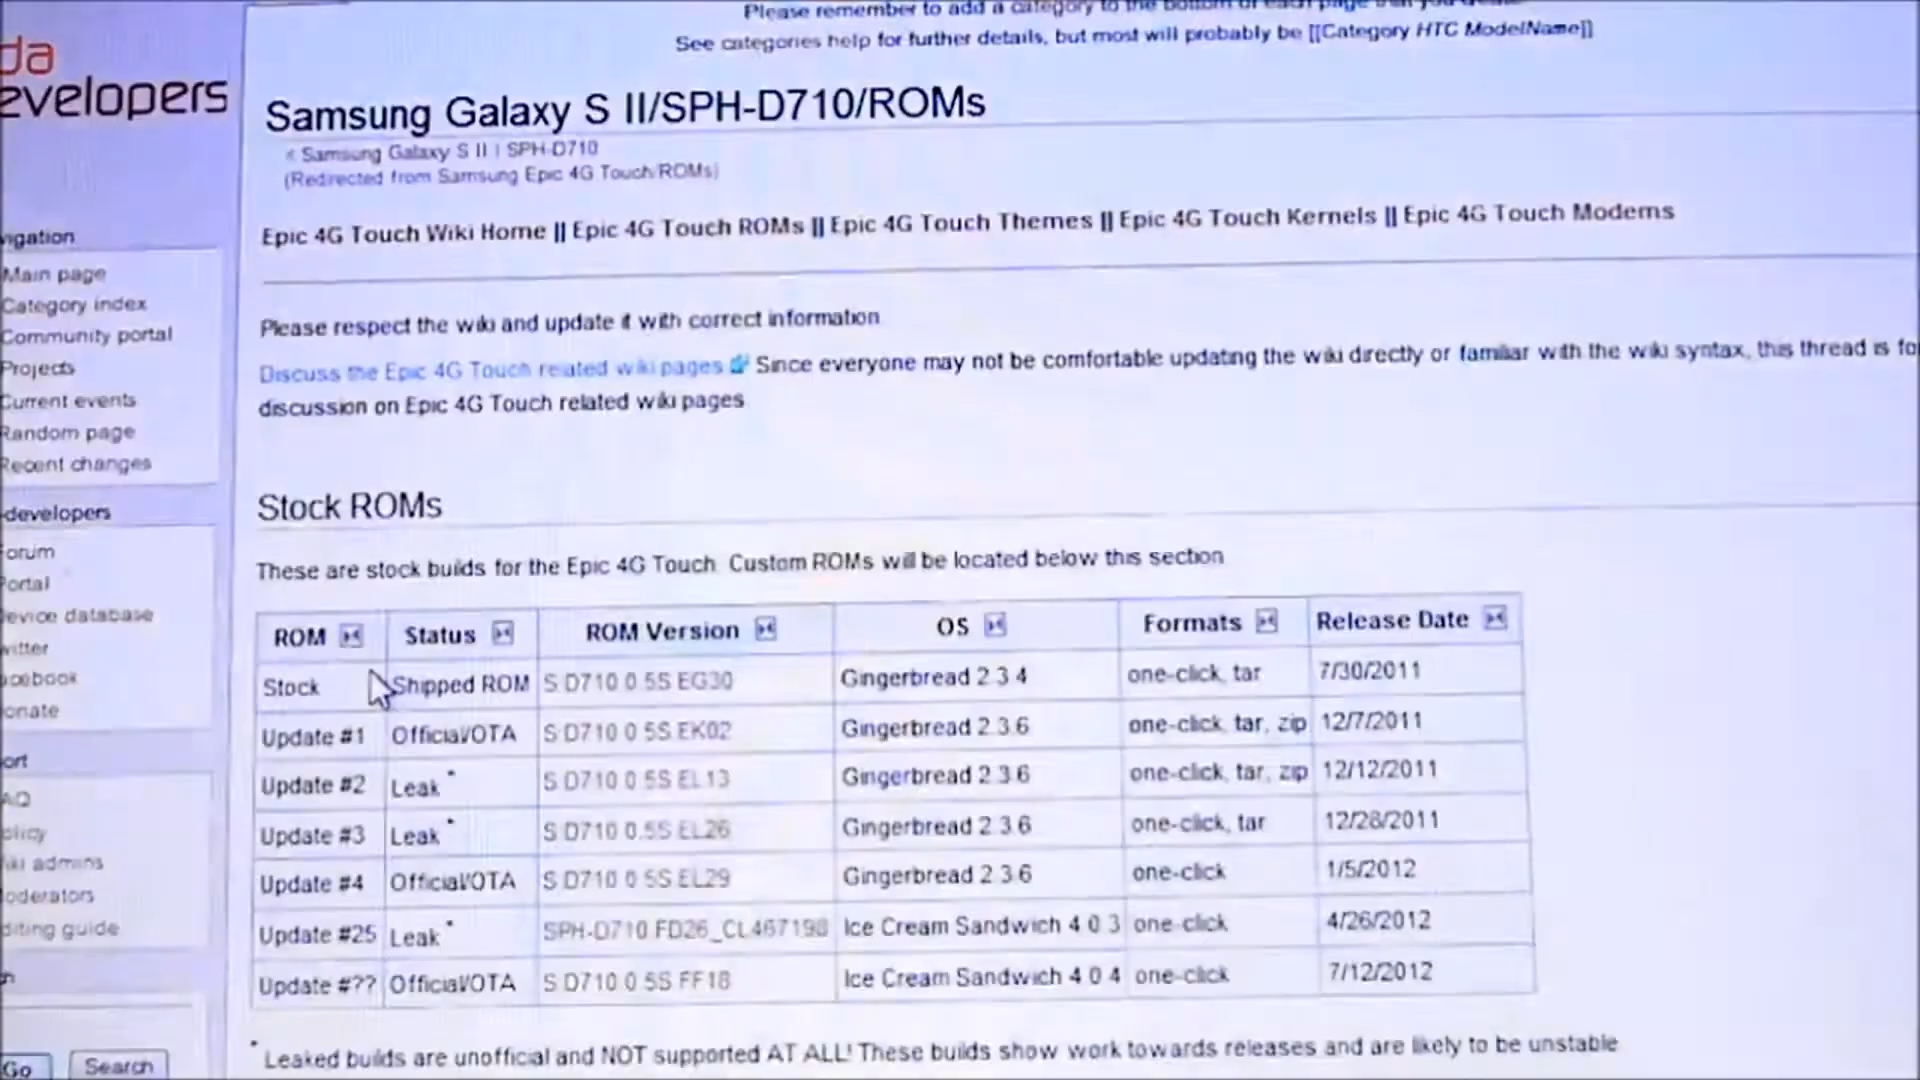 Please remember to add a category to the bottom of each page that you
See categories help for further details, but most will probably be [[Category HTC ModelName]]
da
evelopers
Samsung Galaxy S II/SPH-D710/ROMs
< Samsung Galaxy S II | SPH-D710
(Redirected from Samsung Epic 4G Touch/ROMs)
Epic 4G Touch Wiki Home || Epic 4G Touch ROMs || Epic 4G Touch Themes || Epic 4G Touch Kernels || Epic 4G Touch Modems
vigation
Main page
Category index
Community portal
Projects
Current events
Random page
Recent changes
Please respect the wiki and update it with correct information
Discuss the Epic 4G Touch related wiki pages Since everyone may not be comfortable updating the wiki directly or familiar with the wiki syntax, this thread is fo
discussion on Epic 4G Touch related wiki pages
-developers
orum
Portal
evice database
witter
acebook
onate
Stock ROMs
These are stock builds for the Epic 4G Touch. Custom ROMs will be located below this section
ROM Status ROM Version OS Formats Release Date
Stock Shipped ROM S D710 0 5S EG30 Gingerbread 2 3 4 one-click, tar 7/30/2011
Update #1 Official/OTA S D710 0 5S EK02 Gingerbread 2 3 6 one-click, tar, zip 12/7/2011
Update #2 Leak * S D710 0 5S EL13 Gingerbread 2 3 6 one-click, tar, zip 12/12/2011
Update #3 Leak * S D710 0.5S EL26 Gingerbread 2 3 6 one-click, tar 12/28/2011
Update #4 Official/OTA S D710 0 5S EL29 Gingerbread 2 3 6 one-click 1/5/2012
Update #25 Leak * SPH-D710 FD26_CL467198 Ice Cream Sandwich 4 0 3 one-click 4/26/2012
Update #?? Official/OTA S D710 0 5S FF18 Ice Cream Sandwich 4 0 4 one-click 7/12/2012
ort
AQ
olicy
iki admins
oderators
diting guide
Go Search
* Leaked builds are unofficial and NOT supported AT ALL! These builds show work towards releases and are likely to be unstable